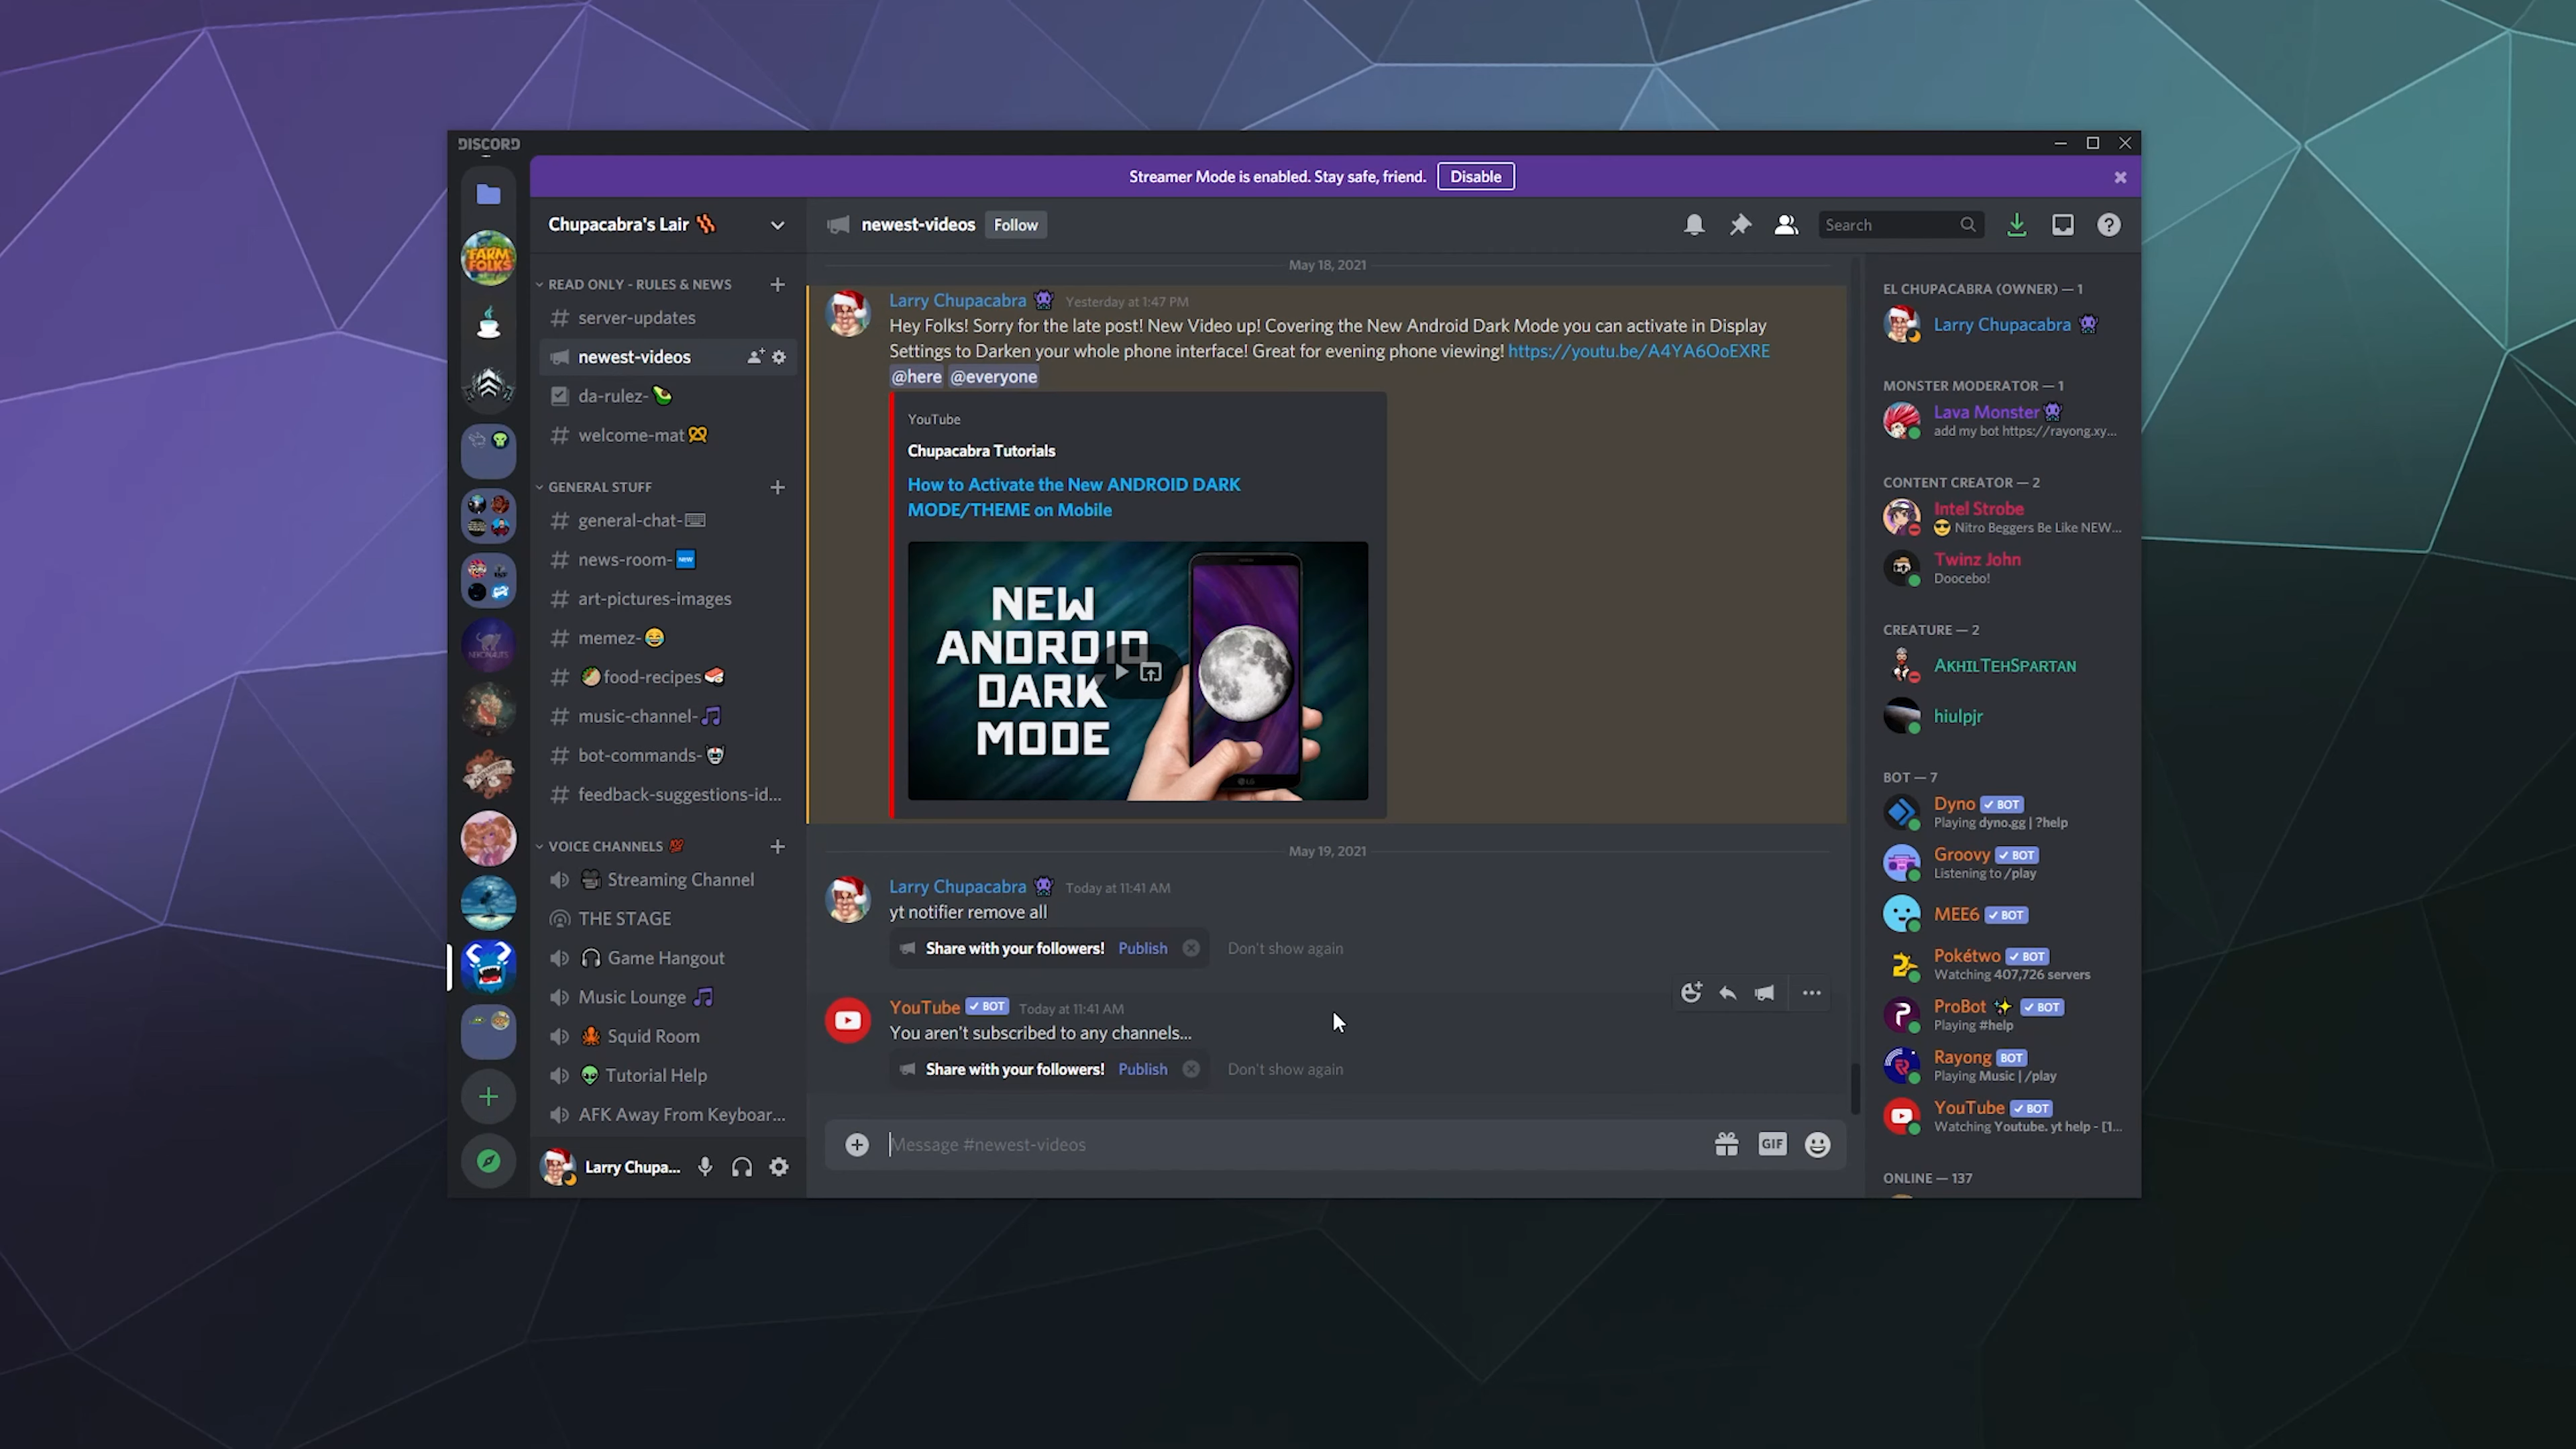 DISCORD
Streamer Mode is enabled. Stay safe, friend. Disable
Chupacabra's Lair
READ ONLY - RULES & NEWS
server-updates
newest-videos
da-rulez-🥑
welcome-mat🥨
GENERAL STUFF
general-chat-⌨
news-room-🆕
art-pictures-images
memez-😂
🥙food-recipes🍣
music-channel-🎵
bot-commands-
feedback-suggestions-id...
VOICE CHANNELS 💯
🎥 Streaming Channel
THE STAGE
🎧 Game Hangout
Music Lounge 🎵
🐙 Squid Room
👽 Tutorial Help
AFK Away From Keyboar...
Larry Chupa...
newest-videos Follow
Search
May 18, 2021
Larry Chupacabra 👾 Yesterday at 1:47 PM
Hey Folks! Sorry for the late post! New Video up! Covering the New Android Dark Mode you can activate in Display
Settings to Darken your whole phone interface! Great for evening phone viewing! https://youtu.be/A4YA6OoEXRE
@here @everyone
YouTube
Chupacabra Tutorials
How to Activate the New ANDROID DARK
MODE/THEME on Mobile
NEW
ANDROID
DARK
MODE
LG
May 19, 2021
Larry Chupacabra 👾 Today at 11:41 AM
yt notifier remove all
Share with your followers! Publish Don't show again
YouTube ✓ BOT Today at 11:41 AM
You aren't subscribed to any channels...
Share with your followers! Publish Don't show again
Message #newest-videos
GIF
EL CHUPACABRA (OWNER) — 1
Larry Chupacabra 👾
MONSTER MODERATOR — 1
Lava Monster 👾
add my bot https://rayong.xy...
CONTENT CREATOR — 2
Intel Strobe
😎 Nitro Beggers Be Like NEW...
Twinz John
Doocebo!
CREATURE — 2
AKHILTEHSPARTAN
hiulpjr
BOT — 7
Dyno ✓ BOT
Playing dyno.gg | ?help
Groovy ✓ BOT
Listening to /play
MEE6 ✓ BOT
Pokétwo ✓ BOT
Watching 407,726 servers
ProBot ✨ ✓ BOT
Playing #help
Rayong BOT
Playing Music | /play
YouTube ✓ BOT
Watching Youtube. yt help - [1...
ONLINE — 137
FARM
FOLKS